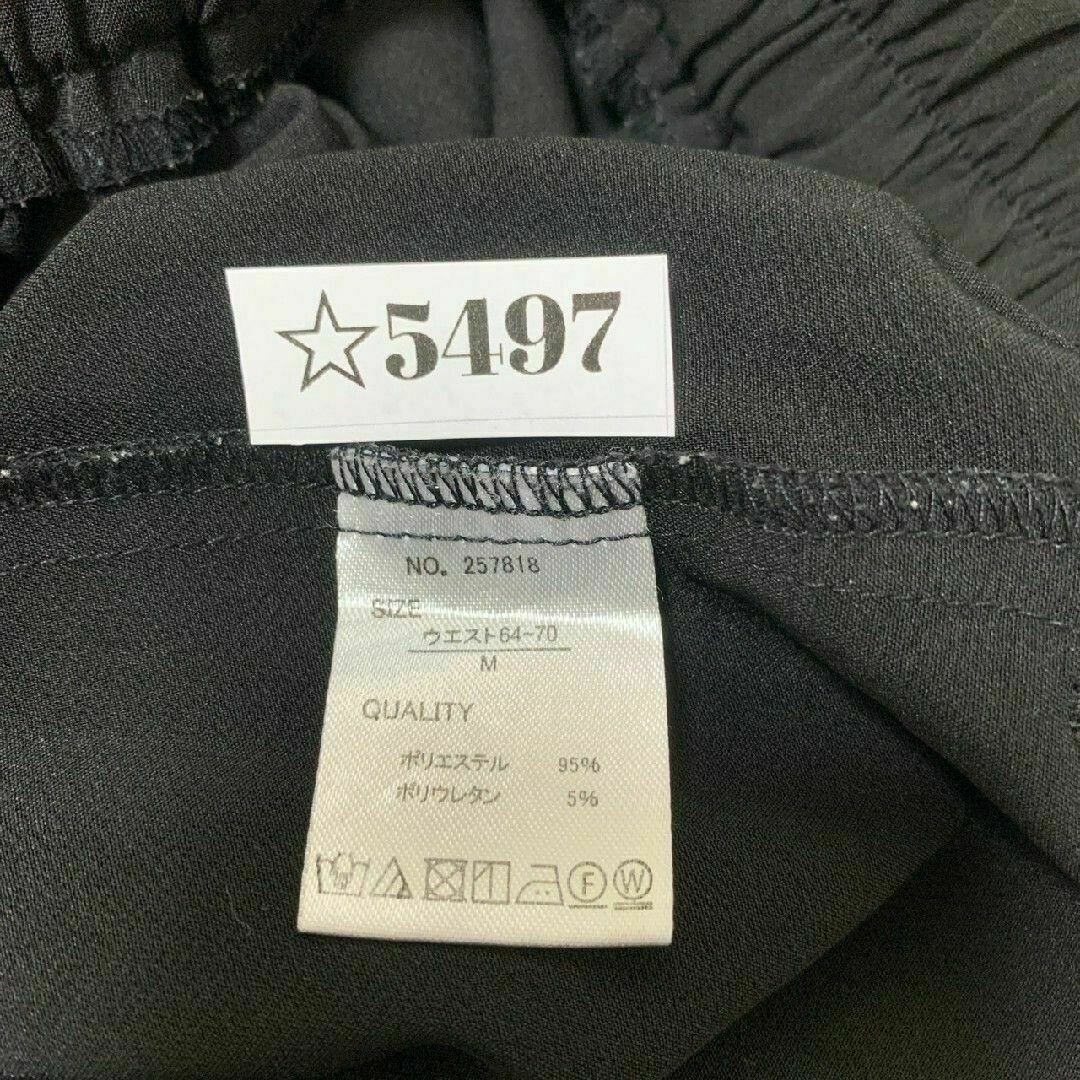 ☆5497
NO. 257818
SIZE
ウエスト64-70
M
QUALITY
ポリエステル 95%
ポリウレタン 5%
F W